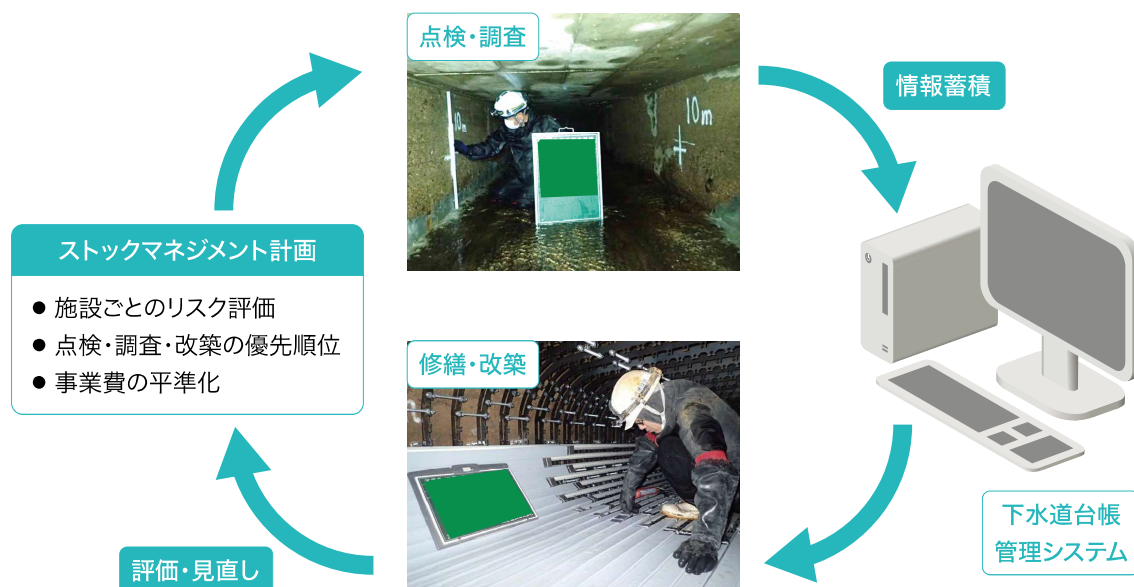 点検・調査
10m
10m
情報蓄積
ストックマネジメント計画
● 施設ごとのリスク評価
● 点検・調査・改築の優先順位
● 事業費の平準化
修繕・改築
下水道台帳
管理システム
評価・見直し